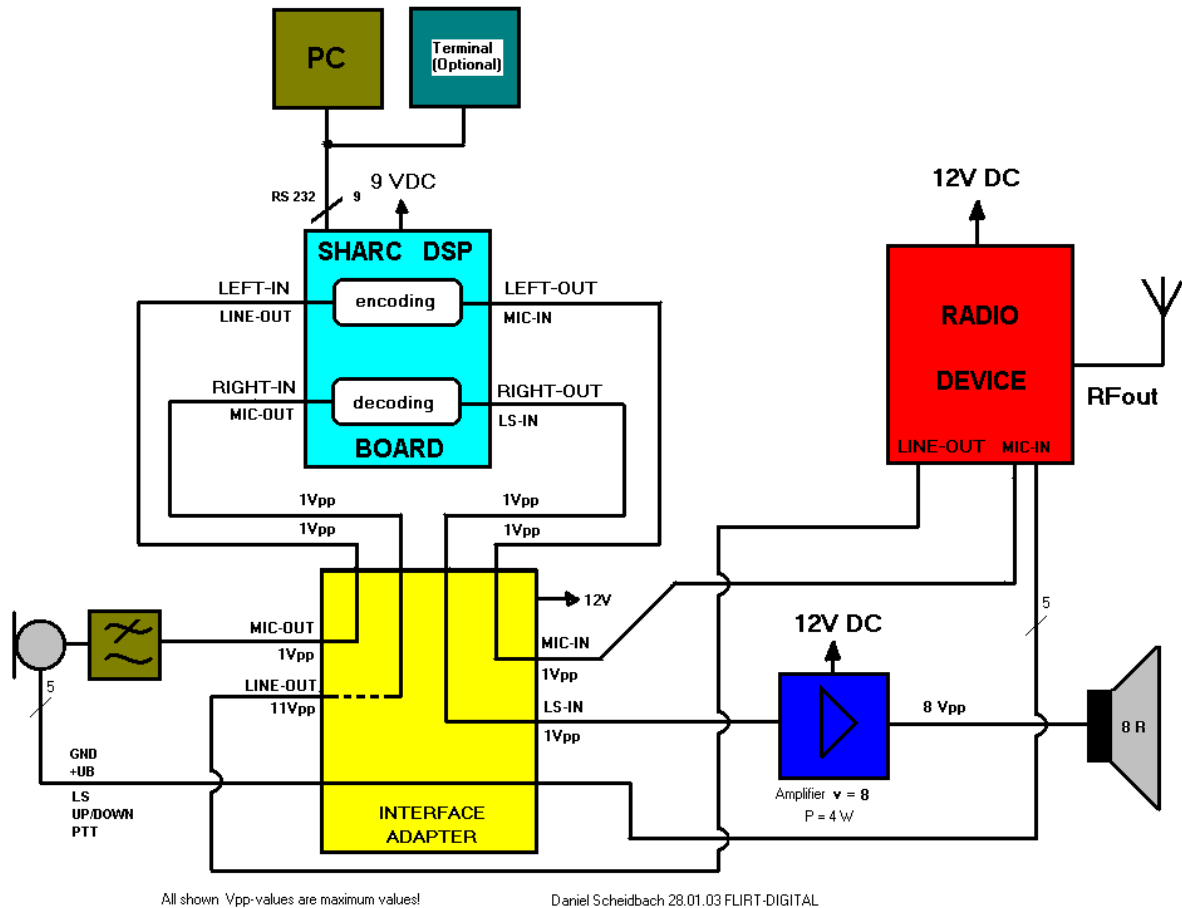 PC
Terminal
(Optional)
RS 232
9
9 VDC
12V DC
SHARC DSP
LEFT-IN
encoding
LEFT-OUT
LINE-OUT
MIC-IN
RADIO
RIGHT-IN
decoding
RIGHT-OUT
DEVICE
MIC-OUT
LS-IN
RFout
BOARD
LINE-OUT
MIC-IN
1Vpp
1Vpp
1Vpp
1Vpp
12V
5
MIC-OUT
1Vpp
MIC-IN
1Vpp
12V DC
5
LINE-OUT
11Vpp
LS-IN
1Vpp
8 Vpp
8 R
GND
+UB
LS
UP/DOWN
PTT
Amplifier v = 8
P = 4 W
INTERFACE
ADAPTER
All shown Vpp-values are maximum values!
Daniel Scheidbach 28.01.03 FLIRT-DIGITAL